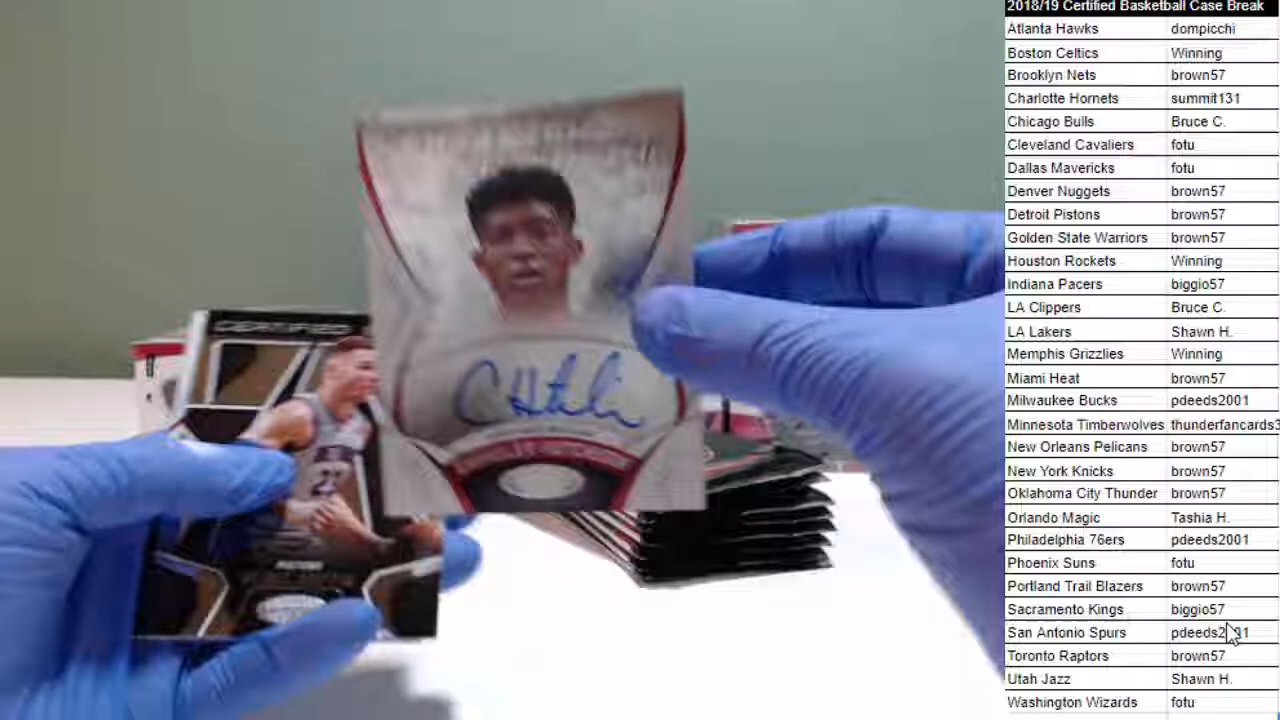 2018/19 Certified Basketball Case Break
Atlanta Hawks dompicchi
Boston Celtics Winning
Brooklyn Nets brown57
Charlotte Hornets summit131
Chicago Bulls Bruce C.
Cleveland Cavaliers fotu
Dallas Mavericks fotu
Denver Nuggets brown57
Detroit Pistons brown57
Golden State Warriors brown57
Houston Rockets Winning
Indiana Pacers biggio57
LA Clippers Bruce C.
LA Lakers Shawn H.
Memphis Grizzlies Winning
Miami Heat brown57
Milwaukee Bucks pdeeds2001
Minnesota Timberwolves thunderfancards3
New Orleans Pelicans brown57
New York Knicks brown57
Oklahoma City Thunder brown57
Orlando Magic Tashia H.
Philadelphia 76ers pdeeds2001
Phoenix Suns fotu
Portland Trail Blazers brown57
Sacramento Kings biggio57
San Antonio Spurs pdeeds2001
Toronto Raptors brown57
Utah Jazz Shawn H.
Washington Wizards fotu
CERTIFIED
23
PISTONS